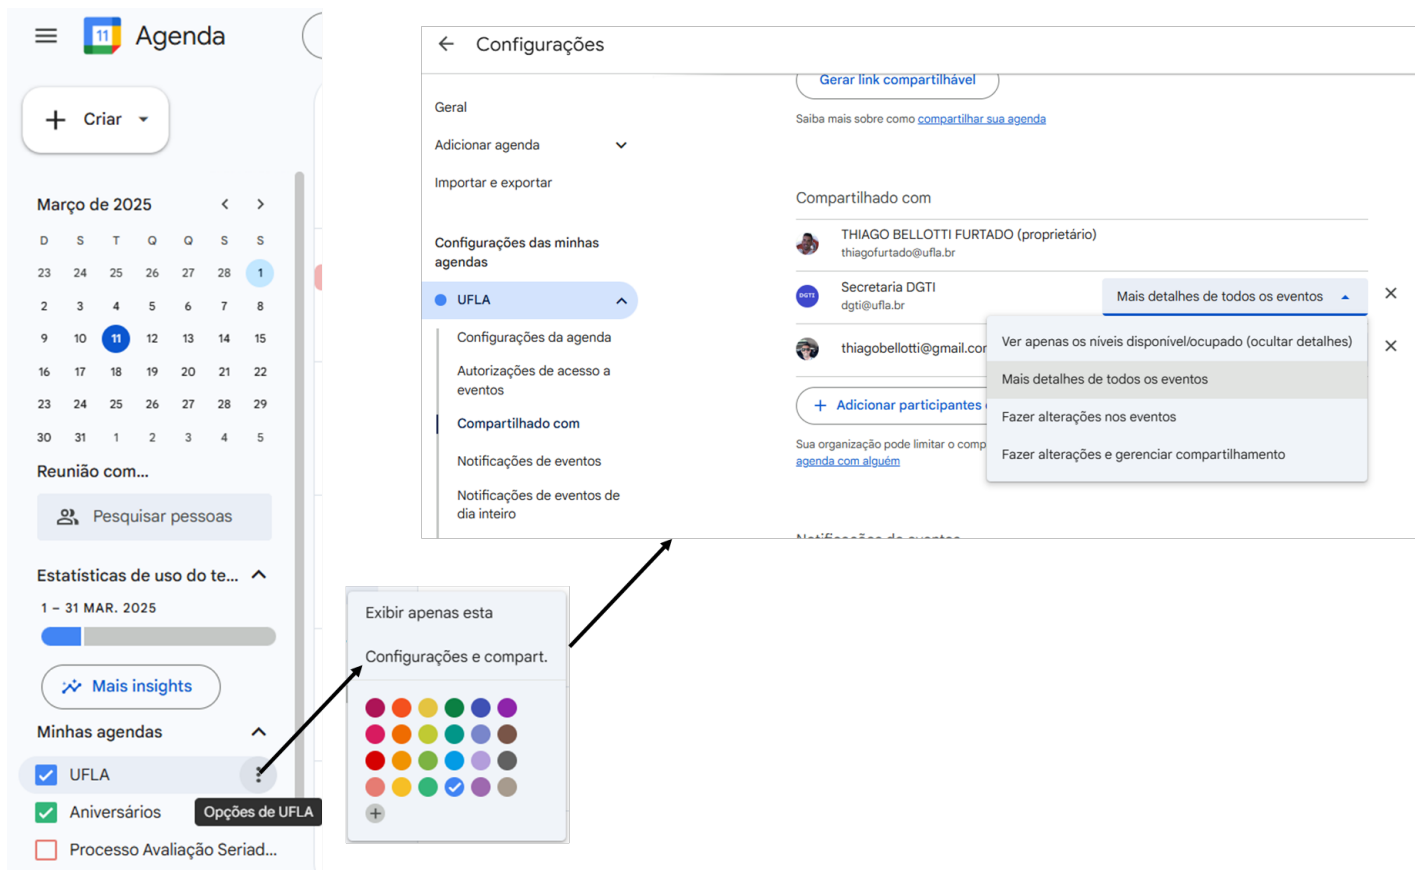 11 Agenda
Criar
Março de 2025
D S T Q Q S S
23 24 25 26 27 28 1
2 3 4 5 6 7 8
9 10 11 12 13 14 15
16 17 18 19 20 21 22
23 24 25 26 27 28 29
30 31 1 2 3 4 5
Reunião com...
Pesquisar pessoas
Estatísticas de uso do te...
1 – 31 MAR. 2025
Mais insights
Minhas agendas
UFLA
Opções de UFLA
Aniversários
Processo Avaliação Seriad...
Exibir apenas esta
Configurações e compart.
Configurações
Geral
Adicionar agenda
Importar e exportar
Configurações das minhas
agendas
UFLA
Configurações da agenda
Autorizações de acesso a
eventos
Compartilhado com
Notificações de eventos
Notificações de eventos de
dia inteiro
Gerar link compartilhável
Saiba mais sobre como compartilhar sua agenda
Compartilhado com
THIAGO BELLOTTI FURTADO (proprietário)
thiagofurtado@ufla.br
DGTI
Secretaria DGTI
dgti@ufla.br
Mais detalhes de todos os eventos
thiagobellotti@gmail.com
Ver apenas os níveis disponível/ocupado (ocultar detalhes)
Mais detalhes de todos os eventos
Fazer alterações nos eventos
Fazer alterações e gerenciar compartilhamento
+ Adicionar participantes
Sua organização pode limitar o comp
agenda com alguém
Notificações de eventos